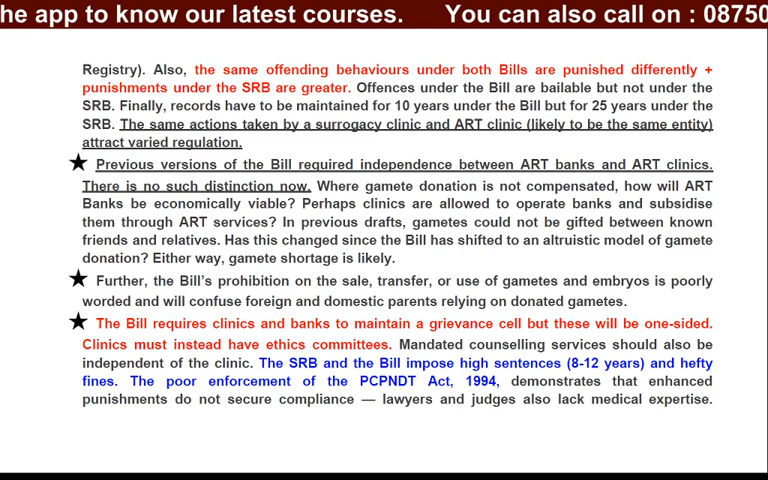 he app to know our latest courses. You can also call on : 08750
Registry). Also, the same offending behaviours under both Bills are punished differently +
punishments under the SRB are greater. Offences under the Bill are bailable but not under the
SRB. Finally, records have to be maintained for 10 years under the Bill but for 25 years under the
SRB. The same actions taken by a surrogacy clinic and ART clinic (likely to be the same entity)
attract varied regulation.
★ Previous versions of the Bill required independence between ART banks and ART clinics.
There is no such distinction now. Where gamete donation is not compensated, how will ART
Banks be economically viable? Perhaps clinics are allowed to operate banks and subsidise
them through ART services? In previous drafts, gametes could not be gifted between known
friends and relatives. Has this changed since the Bill has shifted to an altruistic model of gamete
donation? Either way, gamete shortage is likely.
★ Further, the Bill's prohibition on the sale, transfer, or use of gametes and embryos is poorly
worded and will confuse foreign and domestic parents relying on donated gametes.
★ The Bill requires clinics and banks to maintain a grievance cell but these will be one-sided.
Clinics must instead have ethics committees. Mandated counselling services should also be
independent of the clinic. The SRB and the Bill impose high sentences (8-12 years) and hefty
fines. The poor enforcement of the PCPNDT Act, 1994, demonstrates that enhanced
punishments do not secure compliance — lawyers and judges also lack medical expertise.